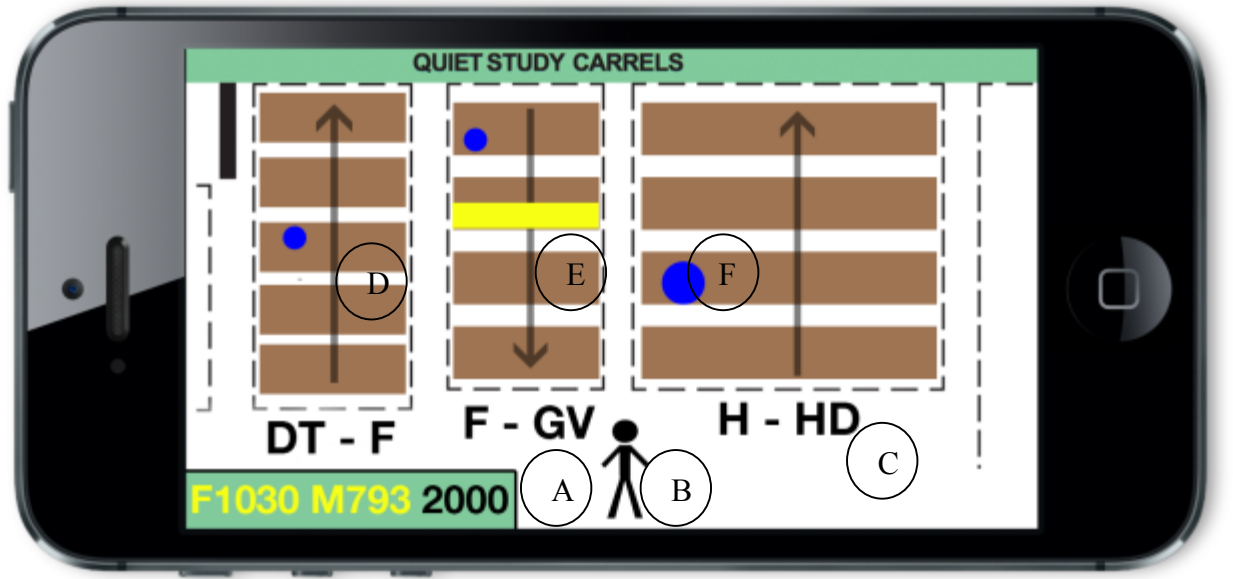 QUIET STUDY CARRELS
D
E
F
DT - F
F - GV
H - HD
C
F1030 M793 2000
A
B